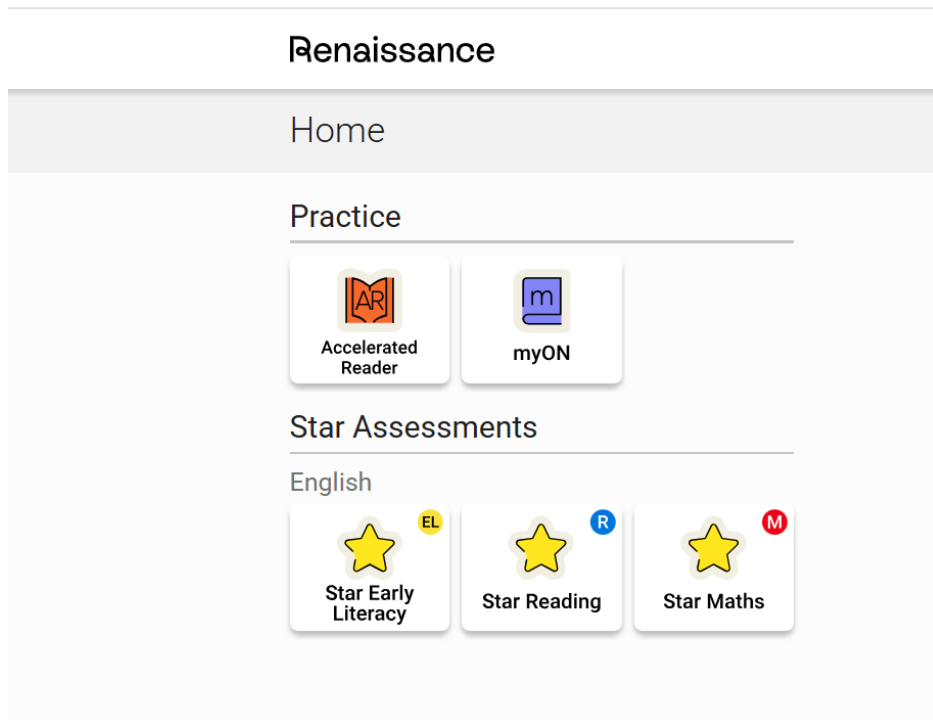 Renaissance
Home
Practice
AR
Accelerated
Reader
m
myON
Star Assessments
English
EL
Star Early
Literacy
R
Star Reading
M
Star Maths